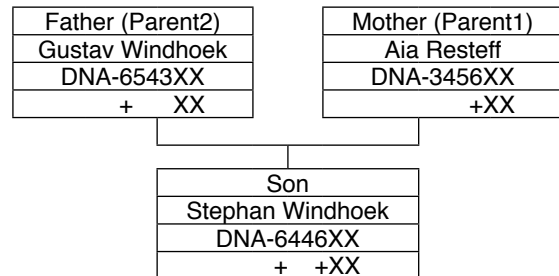 Father (Parent2)
Gustav Windhoek
DNA-6543XX
+ XX
Mother (Parent1)
Aia Resteff
DNA-3456XX
+XX
Son
Stephan Windhoek
DNA-6446XX
+ +XX